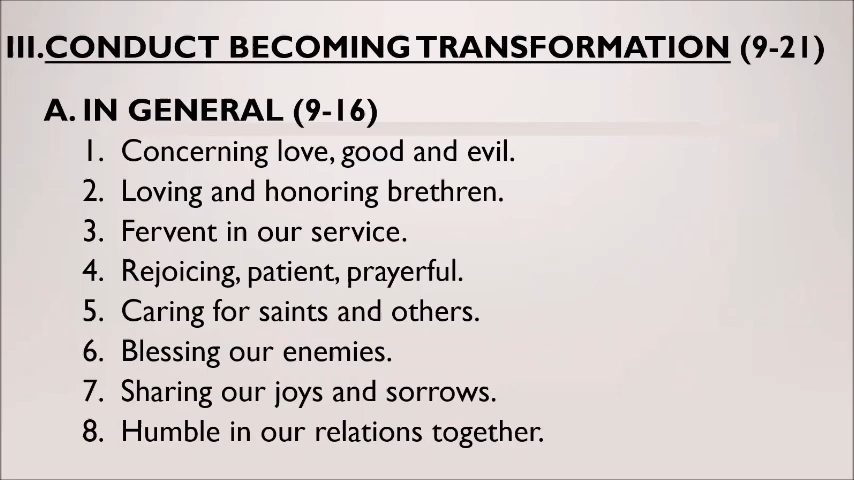 III.CONDUCT BECOMING TRANSFORMATION (9-21)
A. IN GENERAL (9-16)
1. Concerning love, good and evil.
2. Loving and honoring brethren.
3. Fervent in our service.
4. Rejoicing, patient, prayerful.
5. Caring for saints and others.
6. Blessing our enemies.
7. Sharing our joys and sorrows.
8. Humble in our relations together.